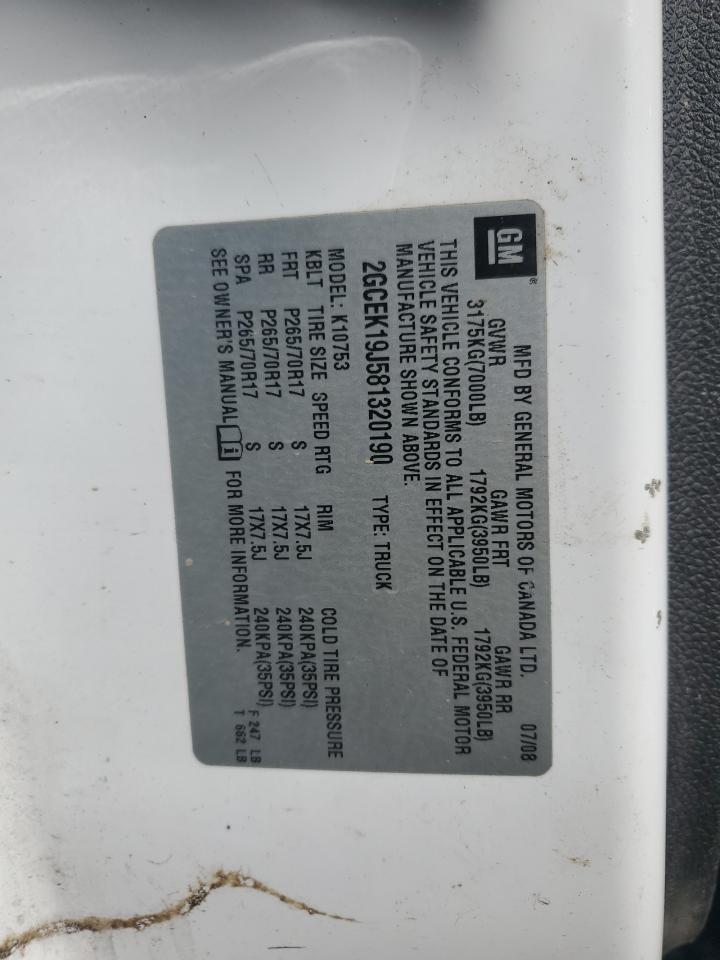 GM
MFD BY GENERAL MOTORS OF CANADA LTD. 07/08
GVWR GAWR FRT GAWR RR
3175KG(7000LB) 1792KG(3950LB) 1792KG(3950LB)
THIS VEHICLE CONFORMS TO ALL APPLICABLE U.S. FEDERAL MOTOR
VEHICLE SAFETY STANDARDS IN EFFECT ON THE DATE OF
MANUFACTURE SHOWN ABOVE.
2GCEK19J581320190 TYPE: TRUCK
MODEL: K10753
KBLT TIRE SIZE SPEED RTG RIM COLD TIRE PRESSURE
FRT P265/70R17 S 17X7.5J 240KPA(35PSI)
RR P265/70R17 S 17X7.5J 240KPA(35PSI)
SPA P265/70R17 S 17X7.5J 240KPA(35PSI)
SEE OWNER'S MANUAL i FOR MORE INFORMATION.
F 247 LB
T 662 LB